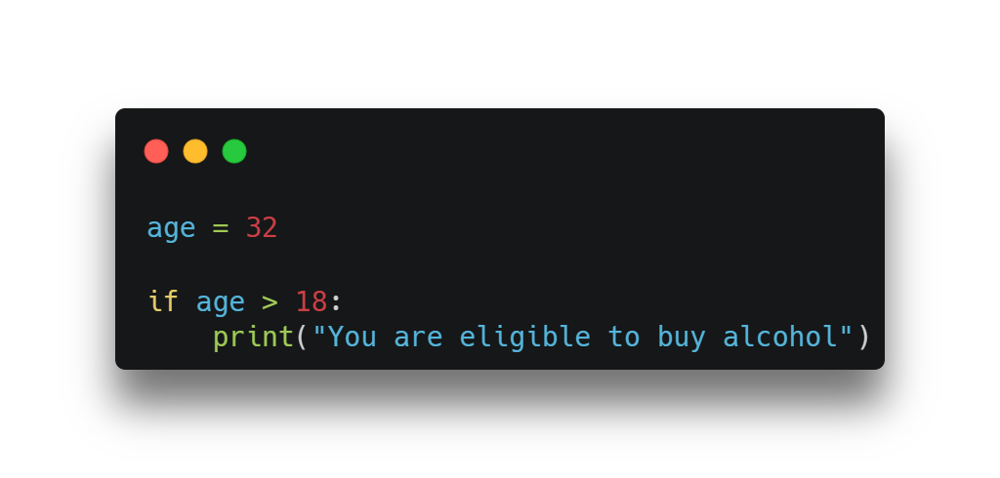 age = 32
if age > 18:
    print("You are eligible to buy alcohol")